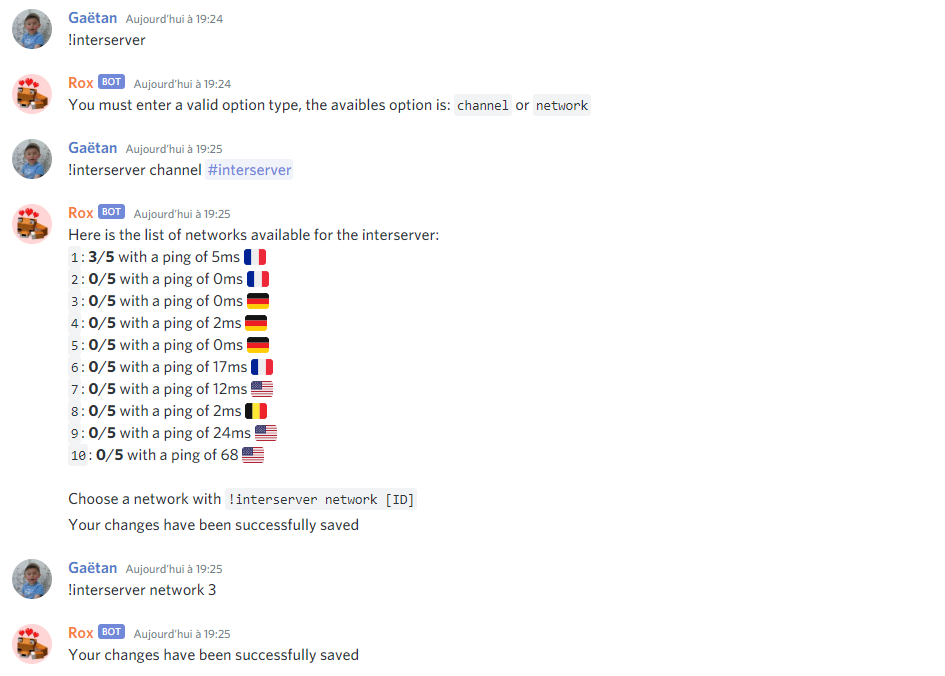 Gaëtan Aujourd'hui à 19:24
!interserver
Rox BOT Aujourd'hui à 19:24
You must enter a valid option type, the avaibles option is: channel or network
Gaëtan Aujourd'hui à 19:25
!interserver channel #interserver
Rox BOT Aujourd'hui à 19:25
Here is the list of networks available for the interserver:
1: 3/5 with a ping of 5ms
2: 0/5 with a ping of 0ms
3: 0/5 with a ping of 0ms
4: 0/5 with a ping of 2ms
5: 0/5 with a ping of 0ms
6: 0/5 with a ping of 17ms
7: 0/5 with a ping of 12ms
8: 0/5 with a ping of 2ms
9: 0/5 with a ping of 24ms
10: 0/5 with a ping of 68
Choose a network with !interserver network [ID]
Your changes have been successfully saved
Gaëtan Aujourd'hui à 19:25
!interserver network 3
Rox BOT Aujourd'hui à 19:25
Your changes have been successfully saved